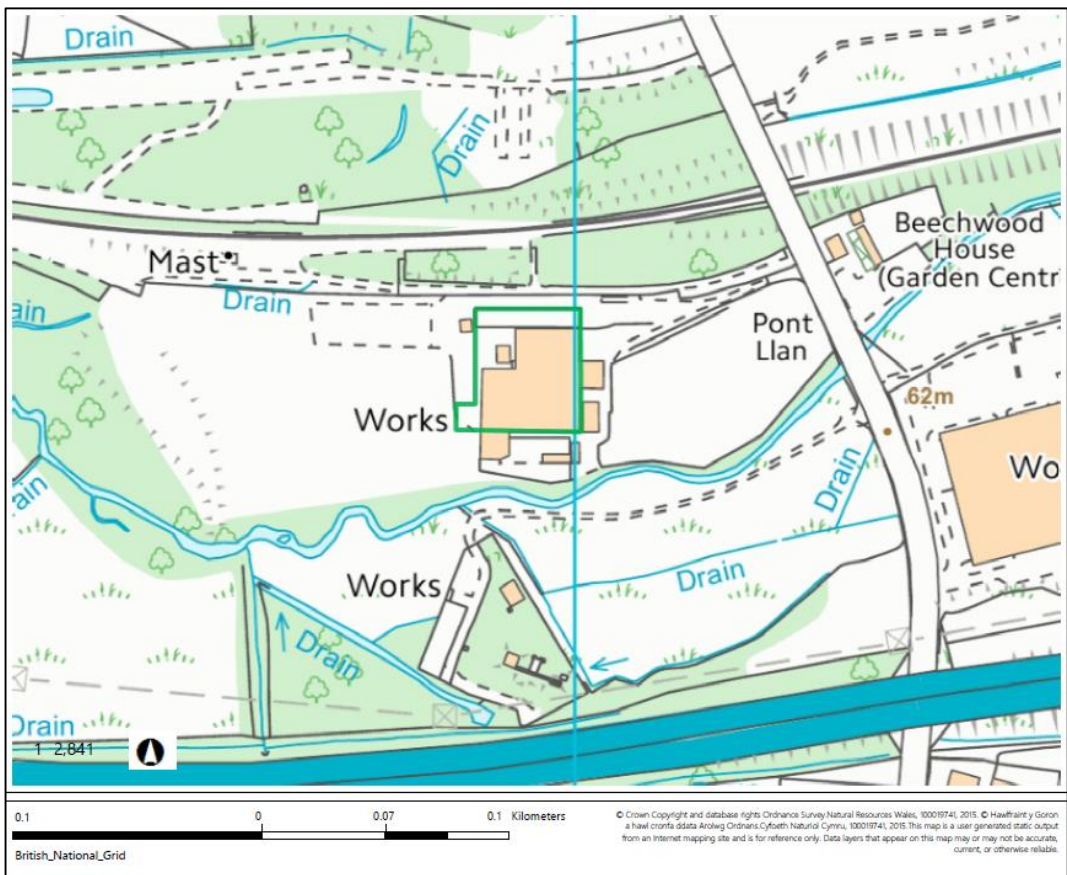 Drain
Drain
Beechwood
House
(Garden Centr
Mast
Drain
ain
Pont
Llan
62m
Works
Wo
Drain
ain
Drain
Works
Drain
Drain
1 2,841
0.1 0 0.07 0.1 Kilometers
British_National_Grid
© Crown Copyright and database rights Ordnance Survey.Natural Resources Wales, 100019741, 2015. © Hawlfraint y Goron
a hawl cronfa ddata Arolwg Ordnans.Cyfoeth Naturiol Cymru, 100019741, 2015.This map is a user generated static output
from an Internet mapping site and is for reference only. Data layers that appear on this map may or may not be accurate,
current, or otherwise reliable.